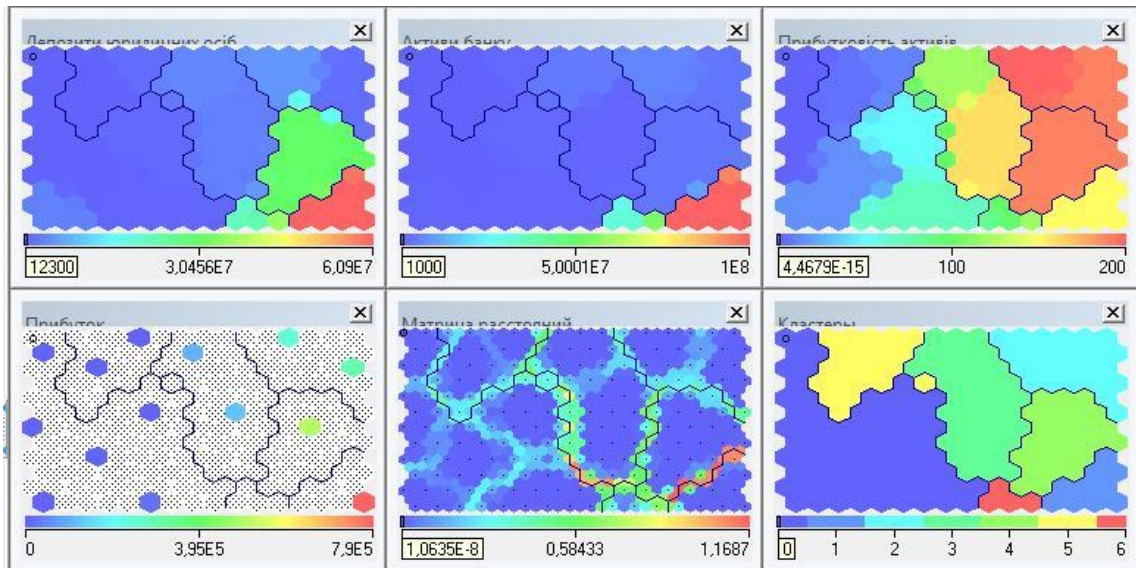 Депозити юридичних осіб
Активи банку
Прибутковість активів
12300 3,0456E7 6,09E7
1000 5,0001E7 1E8
4,4679E-15 100 200
Прибуток
Матрица расстояний
Кластеры
0 3,95E5 7,9E5
1,0635E-8 0,58433 1,1687
0 1 2 3 4 5 6